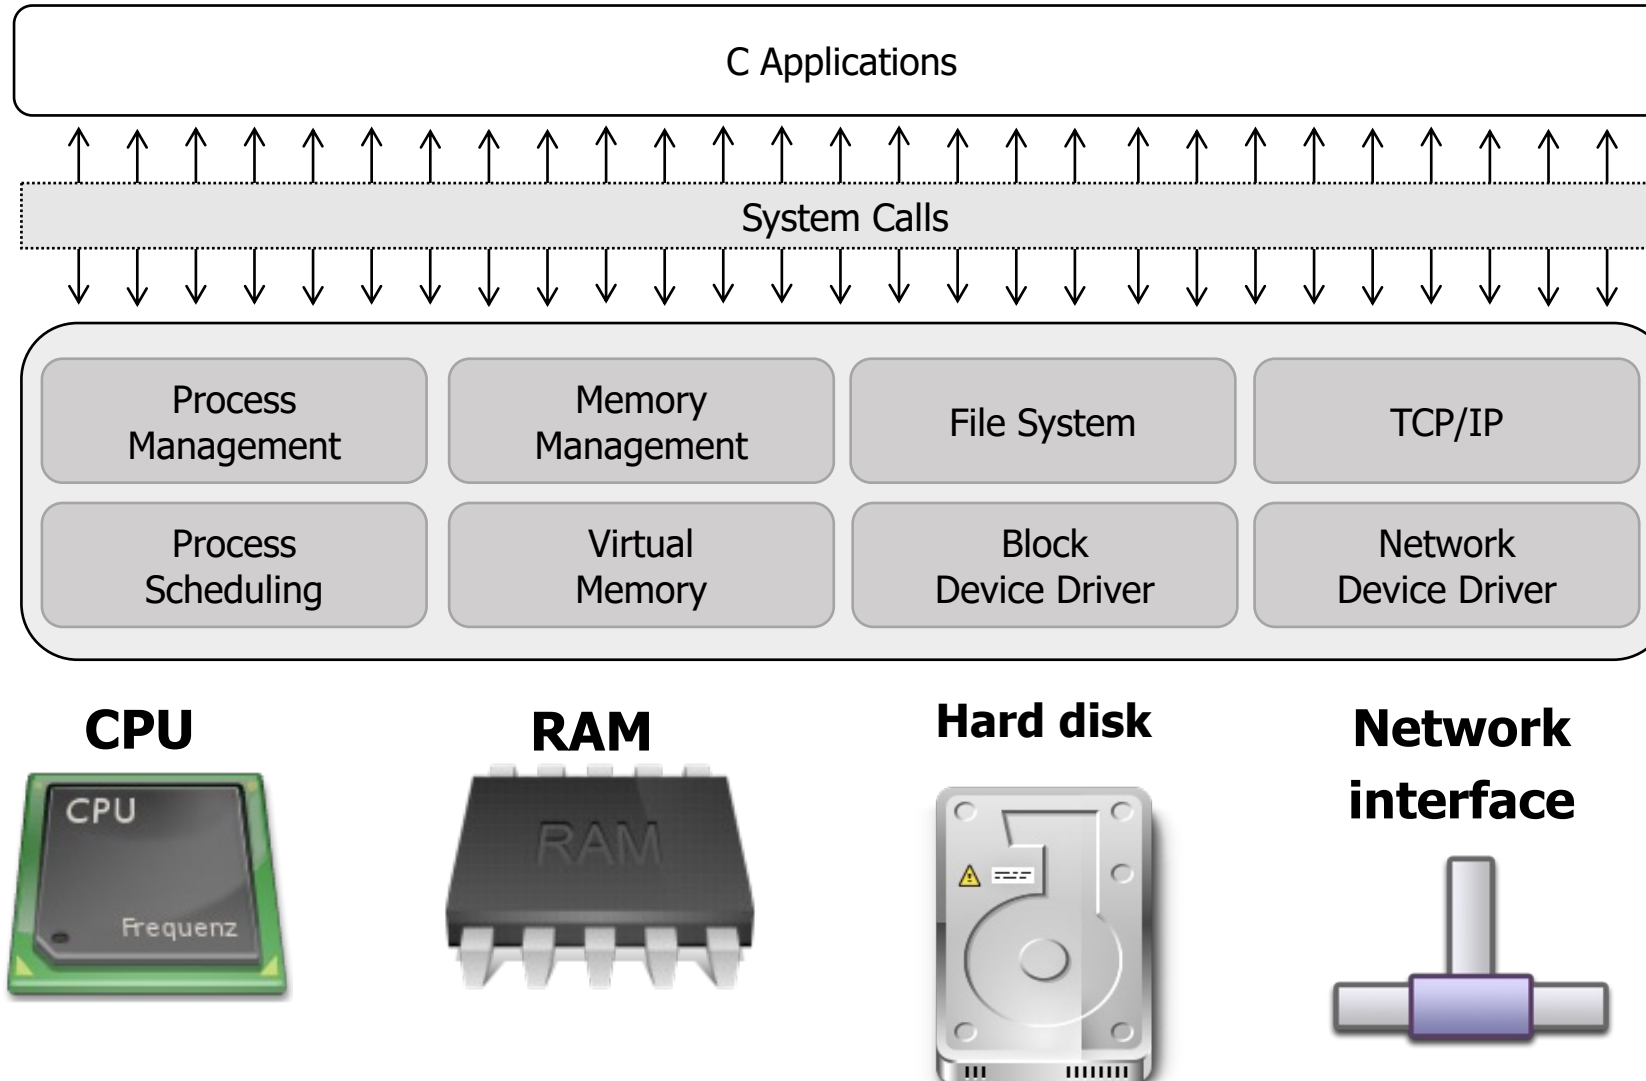 C Applications
System Calls
Process
Management
Memory
Management
File System
TCP/IP
Process
Scheduling
Virtual
Memory
Block
Device Driver
Network
Device Driver
CPU
RAM
Hard disk
Network
interface
CPU
Frequenz
RAM